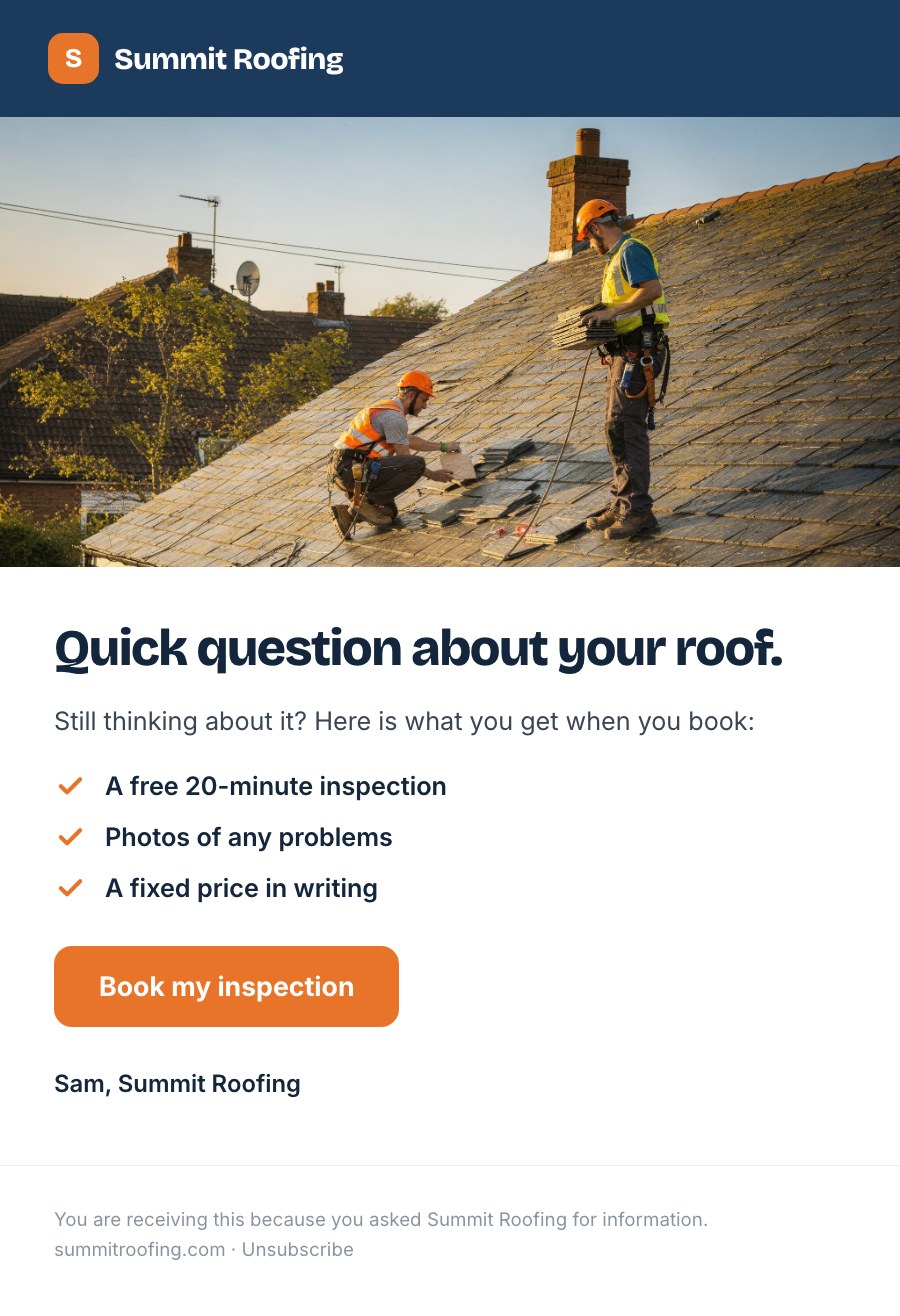 S Summit Roofing
Quick question about your roof.
Still thinking about it? Here is what you get when you book:
A free 20-minute inspection
Photos of any problems
A fixed price in writing
Book my inspection
Sam, Summit Roofing
You are receiving this because you asked Summit Roofing for information.
summitroofing.com · Unsubscribe